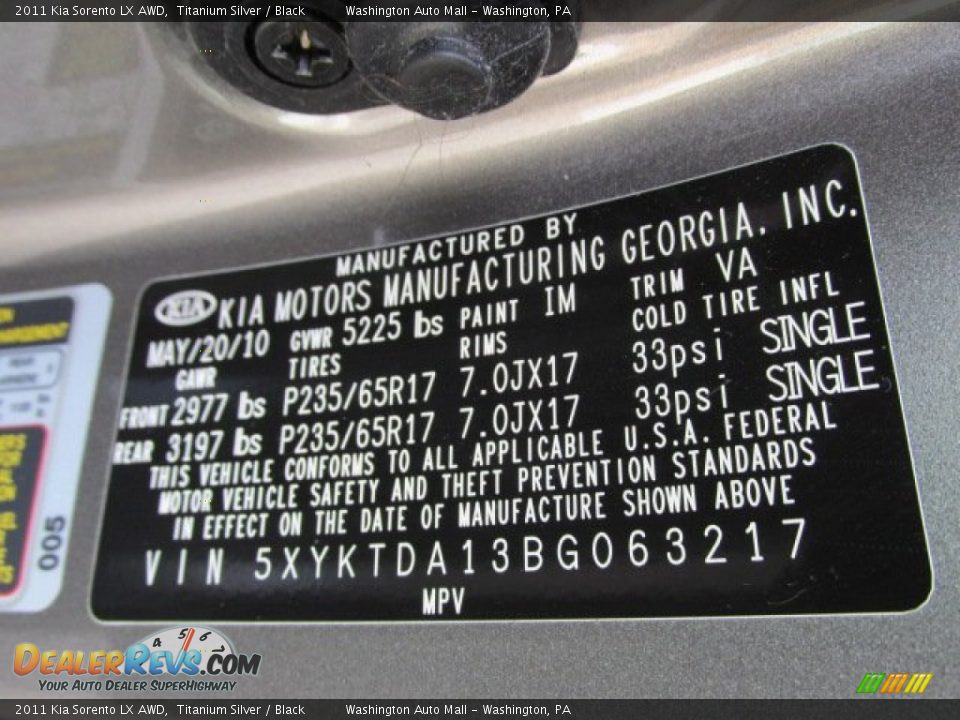 2011 Kia Sorento LX AWD, Titanium Silver / Black Washington Auto Mall - Washington, PA
MANUFACTURED BY
KIA KIA MOTORS MANUFACTURING GEORGIA, INC.
MAY/20/10 GVWR 5225 lbs PAINT IM TRIM VA
GAWR TIRES RIMS COLD TIRE INFL
FRONT 2977 lbs P235/65R17 7.0JX17 33psi SINGLE
REAR 3197 lbs P235/65R17 7.0JX17 33psi SINGLE
THIS VEHICLE CONFORMS TO ALL APPLICABLE U.S.A. FEDERAL
MOTOR VEHICLE SAFETY AND THEFT PREVENTION STANDARDS
IN EFFECT ON THE DATE OF MANUFACTURE SHOWN ABOVE
VIN 5XYKTDA13BG063217
MPV
005
4 5 6
DEALERREVS.COM
YOUR AUTO DEALER SUPERHIGHWAY
2011 Kia Sorento LX AWD, Titanium Silver / Black Washington Auto Mall - Washington, PA